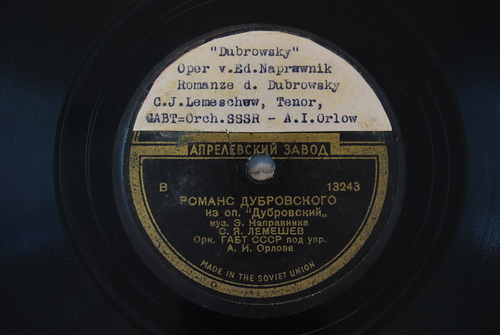 "Dubrowsky"
Oper v.Ed.Naprawnik
Romanze d. Dubrowsky
C.J.Lemeschew, Tenor,
GABT=Orch.SSSR - A.I.Orlow
АПРЕЛЕВСКИЙ ЗАВОД
В 13243
РОМАНС ДУБРОВСКОГО
из оп. "Дубровский„
муз. Э. Направника
С. Я. ЛЕМЕШЕВ
Орк. ГАБТ СССР под упр.
А. И. Орлова
MADE IN THE SOVIET UNION